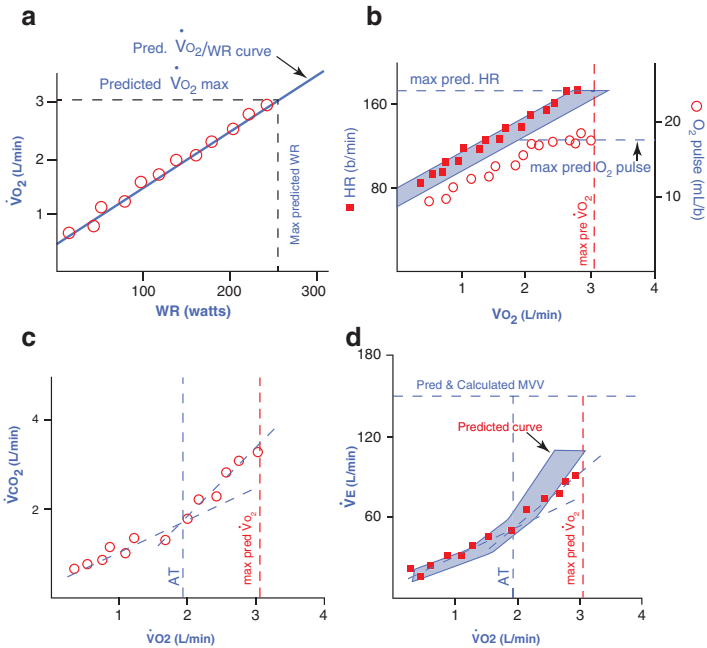 a
Pred. V̇O₂/WR curve
Predicted V̇O₂ max
3
2
1
V̇O₂ (L/min)
Max predicted WR
100
200
300
WR (watts)
b
max pred. HR
160
80
HR (b/min)
20
10
O₂ pulse (mL/b)
max pred O₂ pulse
max pre V̇O₂
1
2
3
4
VO₂ (L/min)
c
4
2
V̇CO₂ (L/min)
AT
max pred V̇O₂
1
2
3
4
V̇O2 (L/min)
d
180
120
60
V̇E (L/min)
Pred & Calculated MVV
Predicted curve
AT
max pred V̇O₂
1
2
3
4
V̇O2 (L/min)